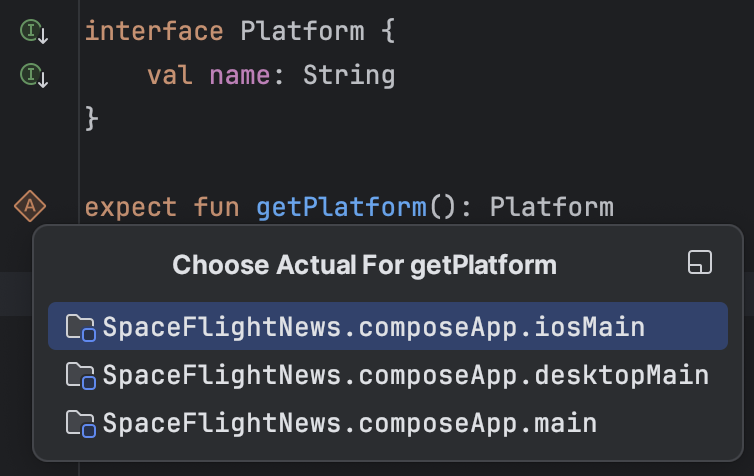 interface Platform {
val name: String
}
expect fun getPlatform(): Platform
Choose Actual For getPlatform
SpaceFlightNews.composeApp.iosMain
SpaceFlightNews.composeApp.desktopMain
SpaceFlightNews.composeApp.main